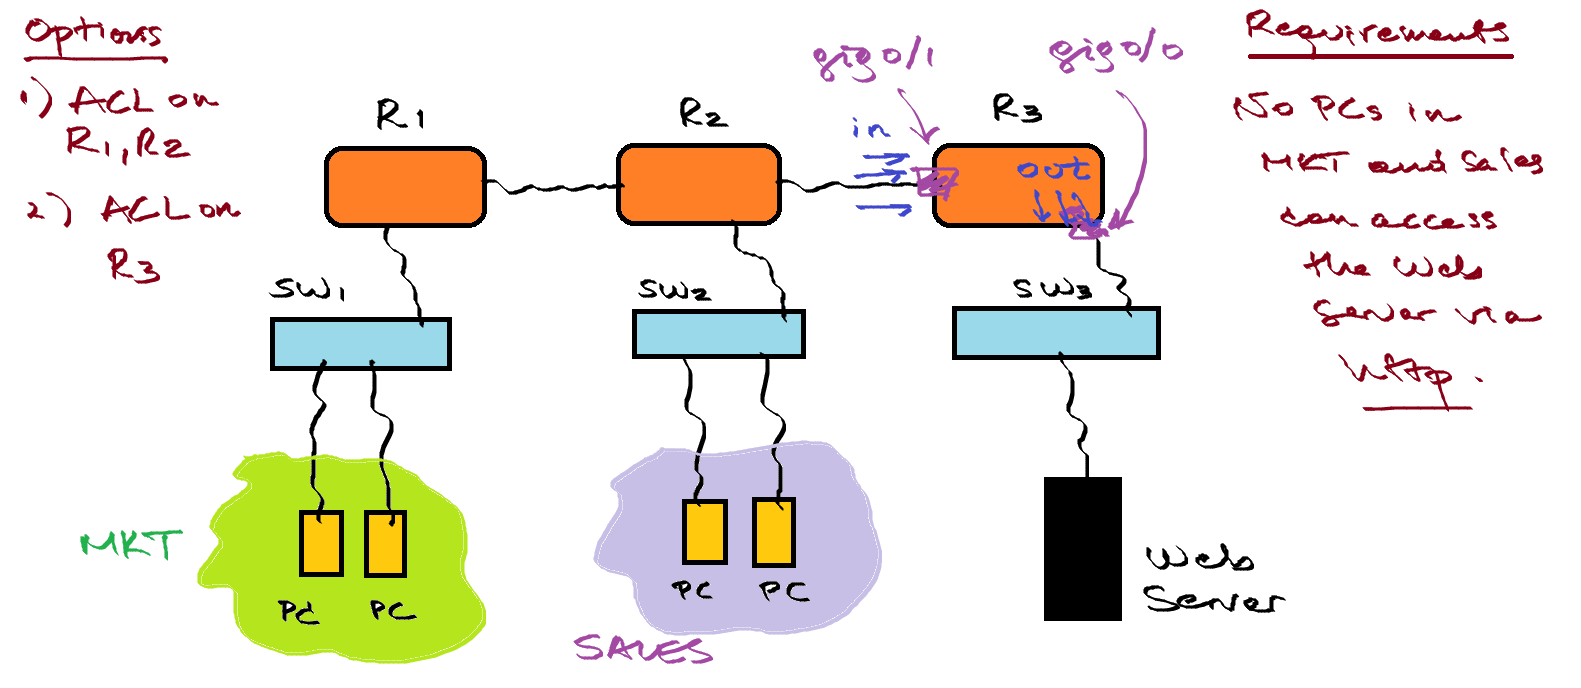 Options
1) ACL on
R1, R2
2) ACL on
R3
R1
R2
R3
gig0/1
gig0/0
in
out
SW1
SW2
SW3
MKT
PC
PC
SALES
PC
PC
Web
Server
Requirements
No PCs in
MKT and Sales
can access
the Web
Server via
http.